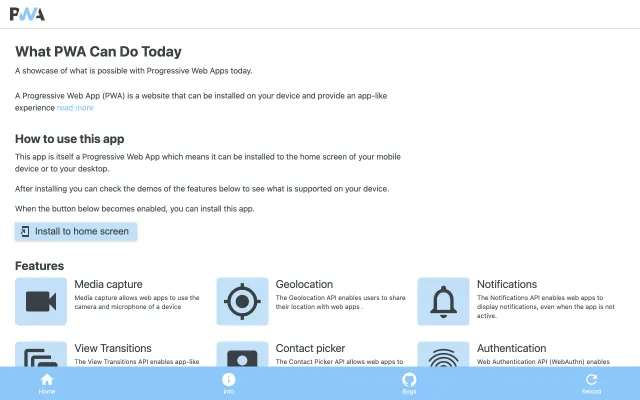 PWA
What PWA Can Do Today
A showcase of what is possible with Progressive Web Apps today.
A Progressive Web App (PWA) is a website that can be installed on your device and provide an app-like
experience read more
How to use this app
This app is itself a Progressive Web App which means it can be installed to the home screen of your mobile
device or to your desktop.
After installing you can check the demos of the features below to see what is supported on your device.
When the button below becomes enabled, you can install this app.
Install to home screen
Features
Media capture
Media capture allows web apps to use the
camera and microphone of a device
Geolocation
The Geolocation API enables users to share
their location with web apps .
Notifications
The Notifications API enables web apps to
display notifications, even when the app is not
active.
View Transitions
The View Transitions API enables app-like
Contact picker
The Contact Picker API allows web apps to
Authentication
Web Authentication API (WebAuthn) enables
Home
Info
Bugs
Reload